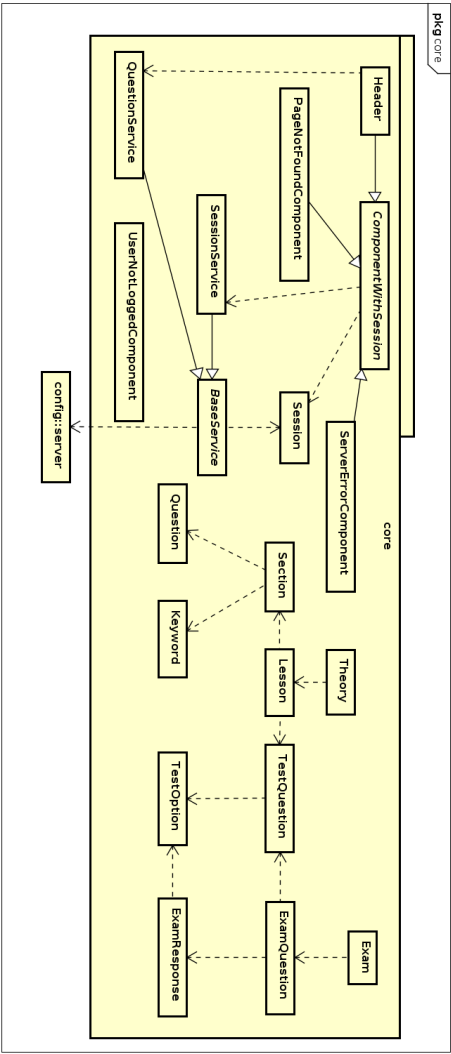 pkg core
core
Header
ComponentWithSession
Exam
ServerErrorComponent
Theory
PageNotFoundComponent
Session
Section
Lesson
TestQuestion
ExamQuestion
SessionService
BaseService
Question
Keyword
TestOption
ExamResponse
QuestionService
UserNotLoggedComponent
config::server